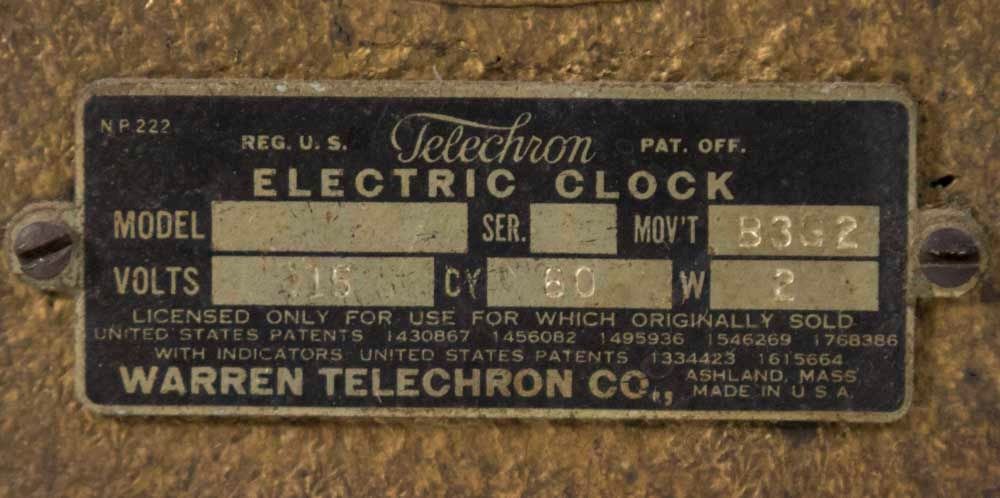 N.P. 222
REG. U. S. Telechron PAT. OFF.
ELECTRIC CLOCK
MODEL SER. MOV'T B3G2
VOLTS 115 CY 60 W 2
LICENSED ONLY FOR USE FOR WHICH ORIGINALLY SOLD
UNITED STATES PATENTS 1430867 1456082 1495936 1546269 1768386
WITH INDICATORS UNITED STATES PATENTS 1334423 1615664
WARREN TELECHRON CO., ASHLAND, MASS
MADE IN U.S.A.